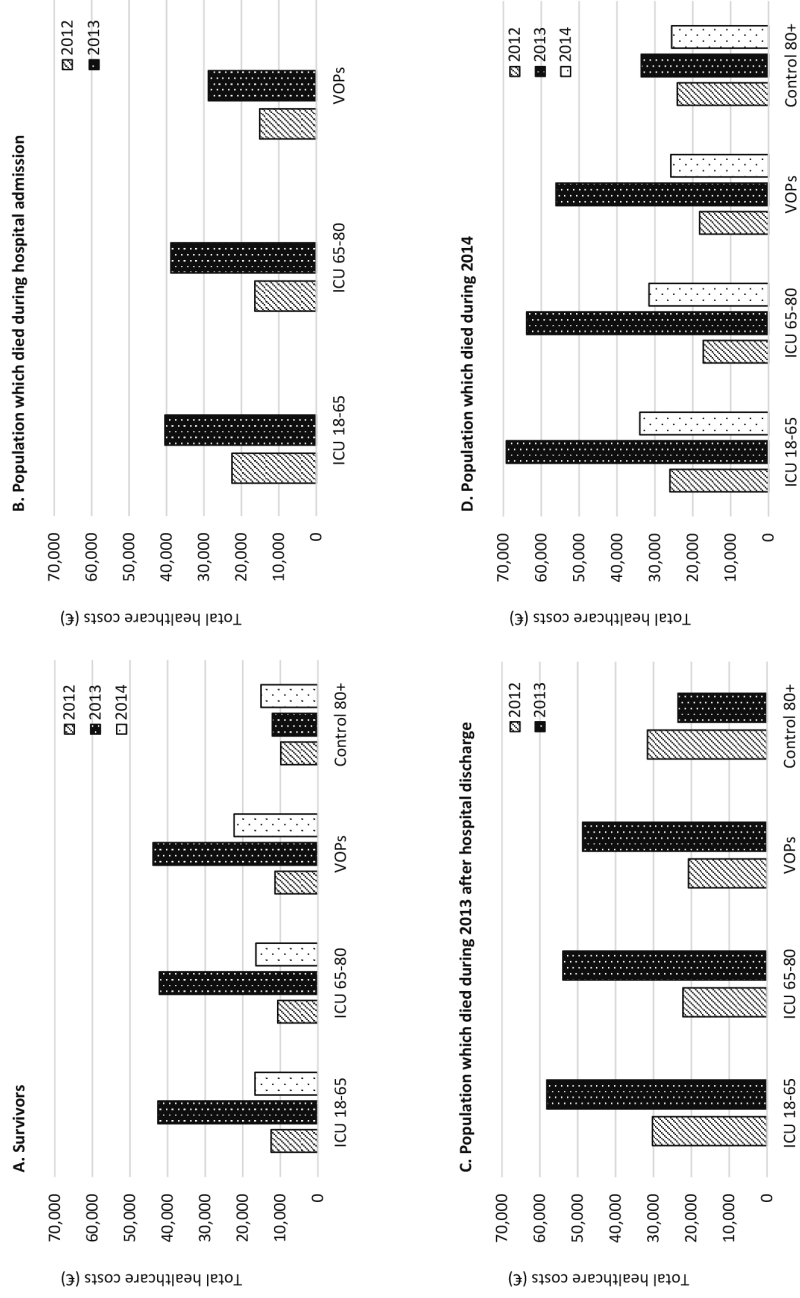 A. Survivors
70,000
60,000
50,000
40,000
30,000
20,000
10,000
0
Total healthcare costs (€)
2012
2013
2014
ICU 18-65
ICU 65-80
VOPs
Control 80+
B. Population which died during hospital admission
70,000
60,000
50,000
40,000
30,000
20,000
10,000
0
Total healthcare costs (€)
2012
2013
ICU 18-65
ICU 65-80
VOPs
C. Population which died during 2013 after hospital discharge
70,000
60,000
50,000
40,000
30,000
20,000
10,000
0
Total healthcare costs (€)
2012
2013
ICU 18-65
ICU 65-80
VOPs
Control 80+
D. Population which died during 2014
70,000
60,000
50,000
40,000
30,000
20,000
10,000
0
Total healthcare costs (€)
2012
2013
2014
ICU 18-65
ICU 65-80
VOPs
Control 80+